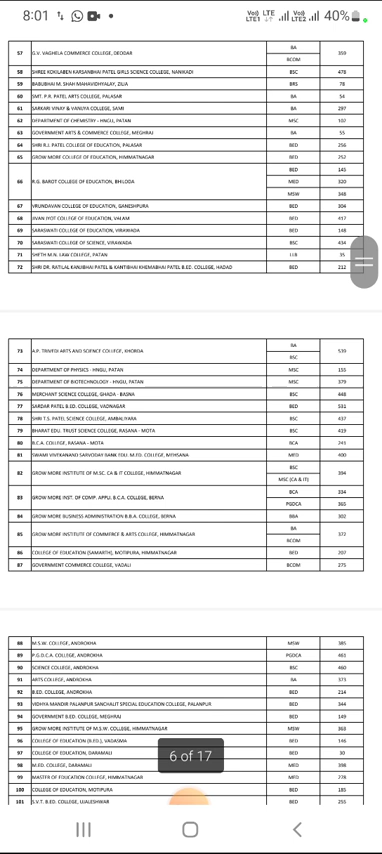 8:01
Vo)) LTE LTE1 Vo)) LTE2 40%
57 G.V. VAGHELA COMMERCE COLLEGE, DEODAR BA 359
BCOM
58 SHREE KOKILABEN KARSANBHAI PATEL GIRLS SCIENCE COLLEGE, NANIKADI BSC 478
59 BALUBHAI M. SHAH MAHAVIDHYALAY, ZILIA BRS 78
60 SMT. P.R. PATEL ARTS COLLEGE, PALASAR BA 54
61 SARKARI VINAY & VANIJYA COLLEGE, SAMI BA 297
62 DEPARTMENT OF CHEMISTRY - HNGU, PATAN MSC 102
63 GOVERNMENT ARTS & COMMERCE COLLEGE, MEGHRAJ BA 55
64 SHRI R.J. PATEL COLLEGE OF EDUCATION, PALASAR BED 256
65 GROW MORE COLLEGE OF EDUCATION, HIMMATNAGAR BED 252
66 R.G. BAROT COLLEGE OF EDUCATION, BHILODA BED 145
MED 320
MSW 348
67 VRUNDAVAN COLLEGE OF EDUCATION, GANESHPURA BED 304
68 JIVAN JYOT COLLEGE OF EDUCATION, VALAM BED 417
69 SARASWATI COLLEGE OF EDUCATION, VIRAWADA BED 148
70 SARASWATI COLLEGE OF SCIENCE, VIRAWADA BSC 434
71 SHETH M.N. LAW COLLEGE, PATAN LLB 35
72 SHRI DR. RATILAL KANJIBHAI PATEL & KANTIBHAI KHEMABHAI PATEL B.ED. COLLEGE, HADAD BED 212
73 A.P. TRIVEDI ARTS AND SCIENCE COLLEGE, KHORDA BA 539
BSC
74 DEPARTMENT OF PHYSICS - HNGU, PATAN MSC 155
75 DEPARTMENT OF BIOTECHNOLOGY - HNGU, PATAN MSC 379
76 MERCHANT SCIENCE COLLEGE, GHADA - BASNA BSC 448
77 SARDAR PATEL B.ED. COLLEGE, VADNAGAR BED 531
78 SHRI T.S. PATEL SCIENCE COLLEGE, AMBALIYARA BSC 437
79 BHARAT EDU. TRUST SCIENCE COLLEGE, RASANA - MOTA BSC 419
80 B.C.A. COLLEGE, RASANA - MOTA BCA 241
81 SWAMI VIVEKANAND SARVODAY BANK EDU. M.ED. COLLEGE, MEHSANA MED 400
82 GROW MORE INSTITUTE OF M.SC. CA & IT COLLEGE, HIMMATNAGAR BSC 394
MSC (CA & IT)
83 GROW MORE INST. OF COMP. APPLI. B.C.A. COLLEGE, BERNA BCA 334
PGDCA 365
84 GROW MORE BUSINESS ADMINISTRATION B.B.A. COLLEGE, BERNA BBA 302
85 GROW MORE INSTITUTE OF COMMERCE & ARTS COLLEGE, HIMMATNAGAR BA 372
BCOM
86 COLLEGE OF EDUCATION (SAMARTH), MOTIPURA, HIMMATNAGAR BED 207
87 GOVERNMENT COMMERCE COLLEGE, VADALI BCOM 275
88 M.S.W. COLLEGE, ANDROKHA MSW 385
89 P.G.D.C.A. COLLEGE, ANDROKHA PGDCA 461
90 SCIENCE COLLEGE, ANDROKHA BSC 460
91 ARTS COLLEGE, ANDROKHA BA 373
92 B.ED. COLLEGE, ANDROKHA BED 214
93 VIDHYA MANDIR PALANPUR SANCHALIT SPECIAL EDUCATION COLLEGE, PALANPUR BED 344
94 GOVERNMENT B.ED. COLLEGE, MEGHRAJ BED 149
95 GROW MORE INSTITUTE OF M.S.W. COLLEGE, HIMMATNAGAR MSW 363
96 COLLEGE OF EDUCATION (B.ED.), VADASMA BED 146
97 COLLEGE OF EDUCATION, DARAMALI BED 30
98 M.ED. COLLEGE, DARAMALI MED 398
99 MASTER OF EDUCATION COLLEGE, HIMMATNAGAR MED 278
100 COLLEGE OF EDUCATION, MOTIPURA BED 185
101 S.V.T. B.ED. COLLEGE, UJALESHWAR BED 255
6 of 17